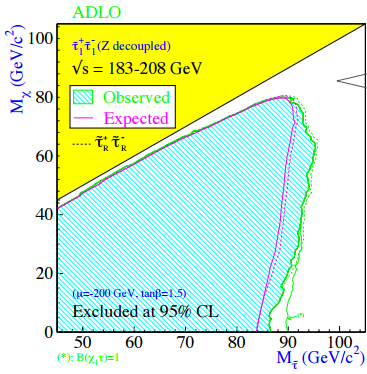 ADLO
τ̃₁⁺τ̃₁⁻(Z decoupled)
√s = 183-208 GeV
Observed
Expected
τ̃R⁺ τ̃R⁻
(μ=-200 GeV, tanβ=1.5)
Excluded at 95% CL
(*)
Mχ (GeV/c²)
100
80
60
40
20
0
50 60 70 80 90 100
Mτ̃ (GeV/c²)
(*): B(χ₁τ)=1